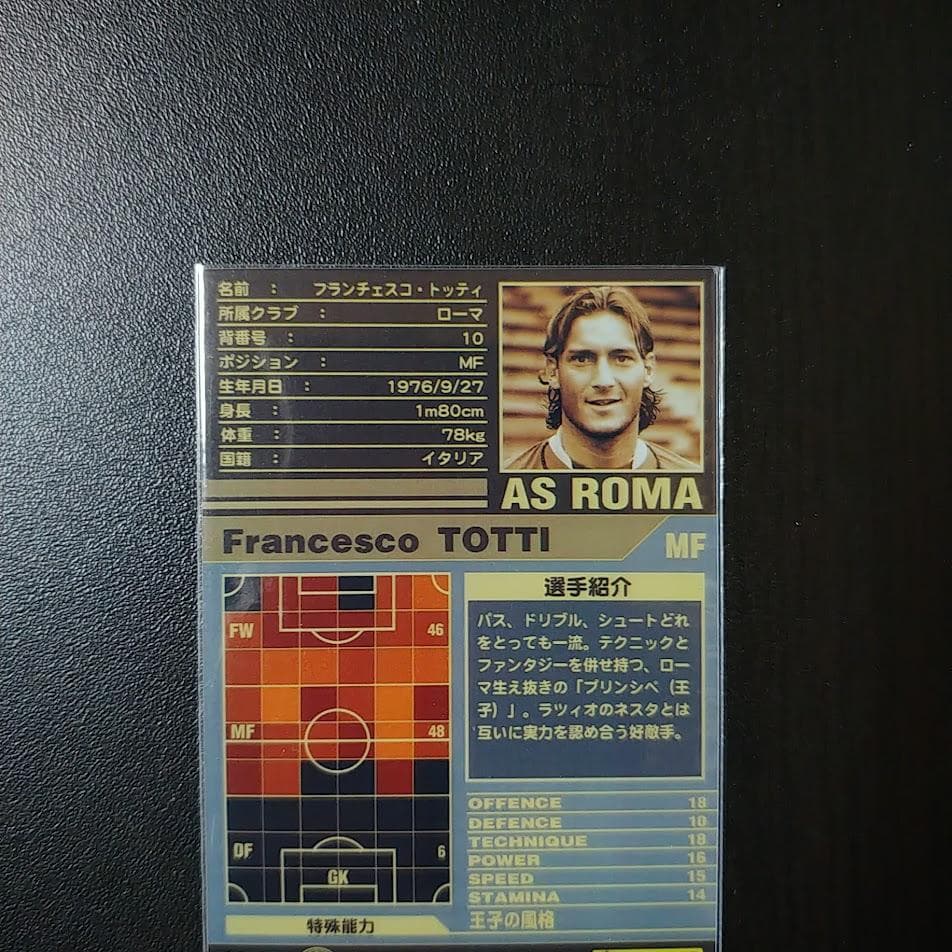 名前 : フランチェスコ・トッティ
所属クラブ : ローマ
背番号 : 10
ポジション : MF
生年月日 : 1976/9/27
身長 : 1m80cm
体重 : 78kg
国籍 : イタリア
AS ROMA
Francesco TOTTI MF
FW 46
MF 48
DF 6
GK
選手紹介
パス、ドリブル、シュートどれ
をとっても一流。テクニックと
ファンタジーを併せ持つ、ロー
マ生え抜きの「プリンシペ（王
子）」。ラツィオのネスタとは
互いに実力を認め合う好敵手。
OFFENCE 18
DEFENCE 10
TECHNIQUE 18
POWER 16
SPEED 15
STAMINA 14
特殊能力
王子の風格